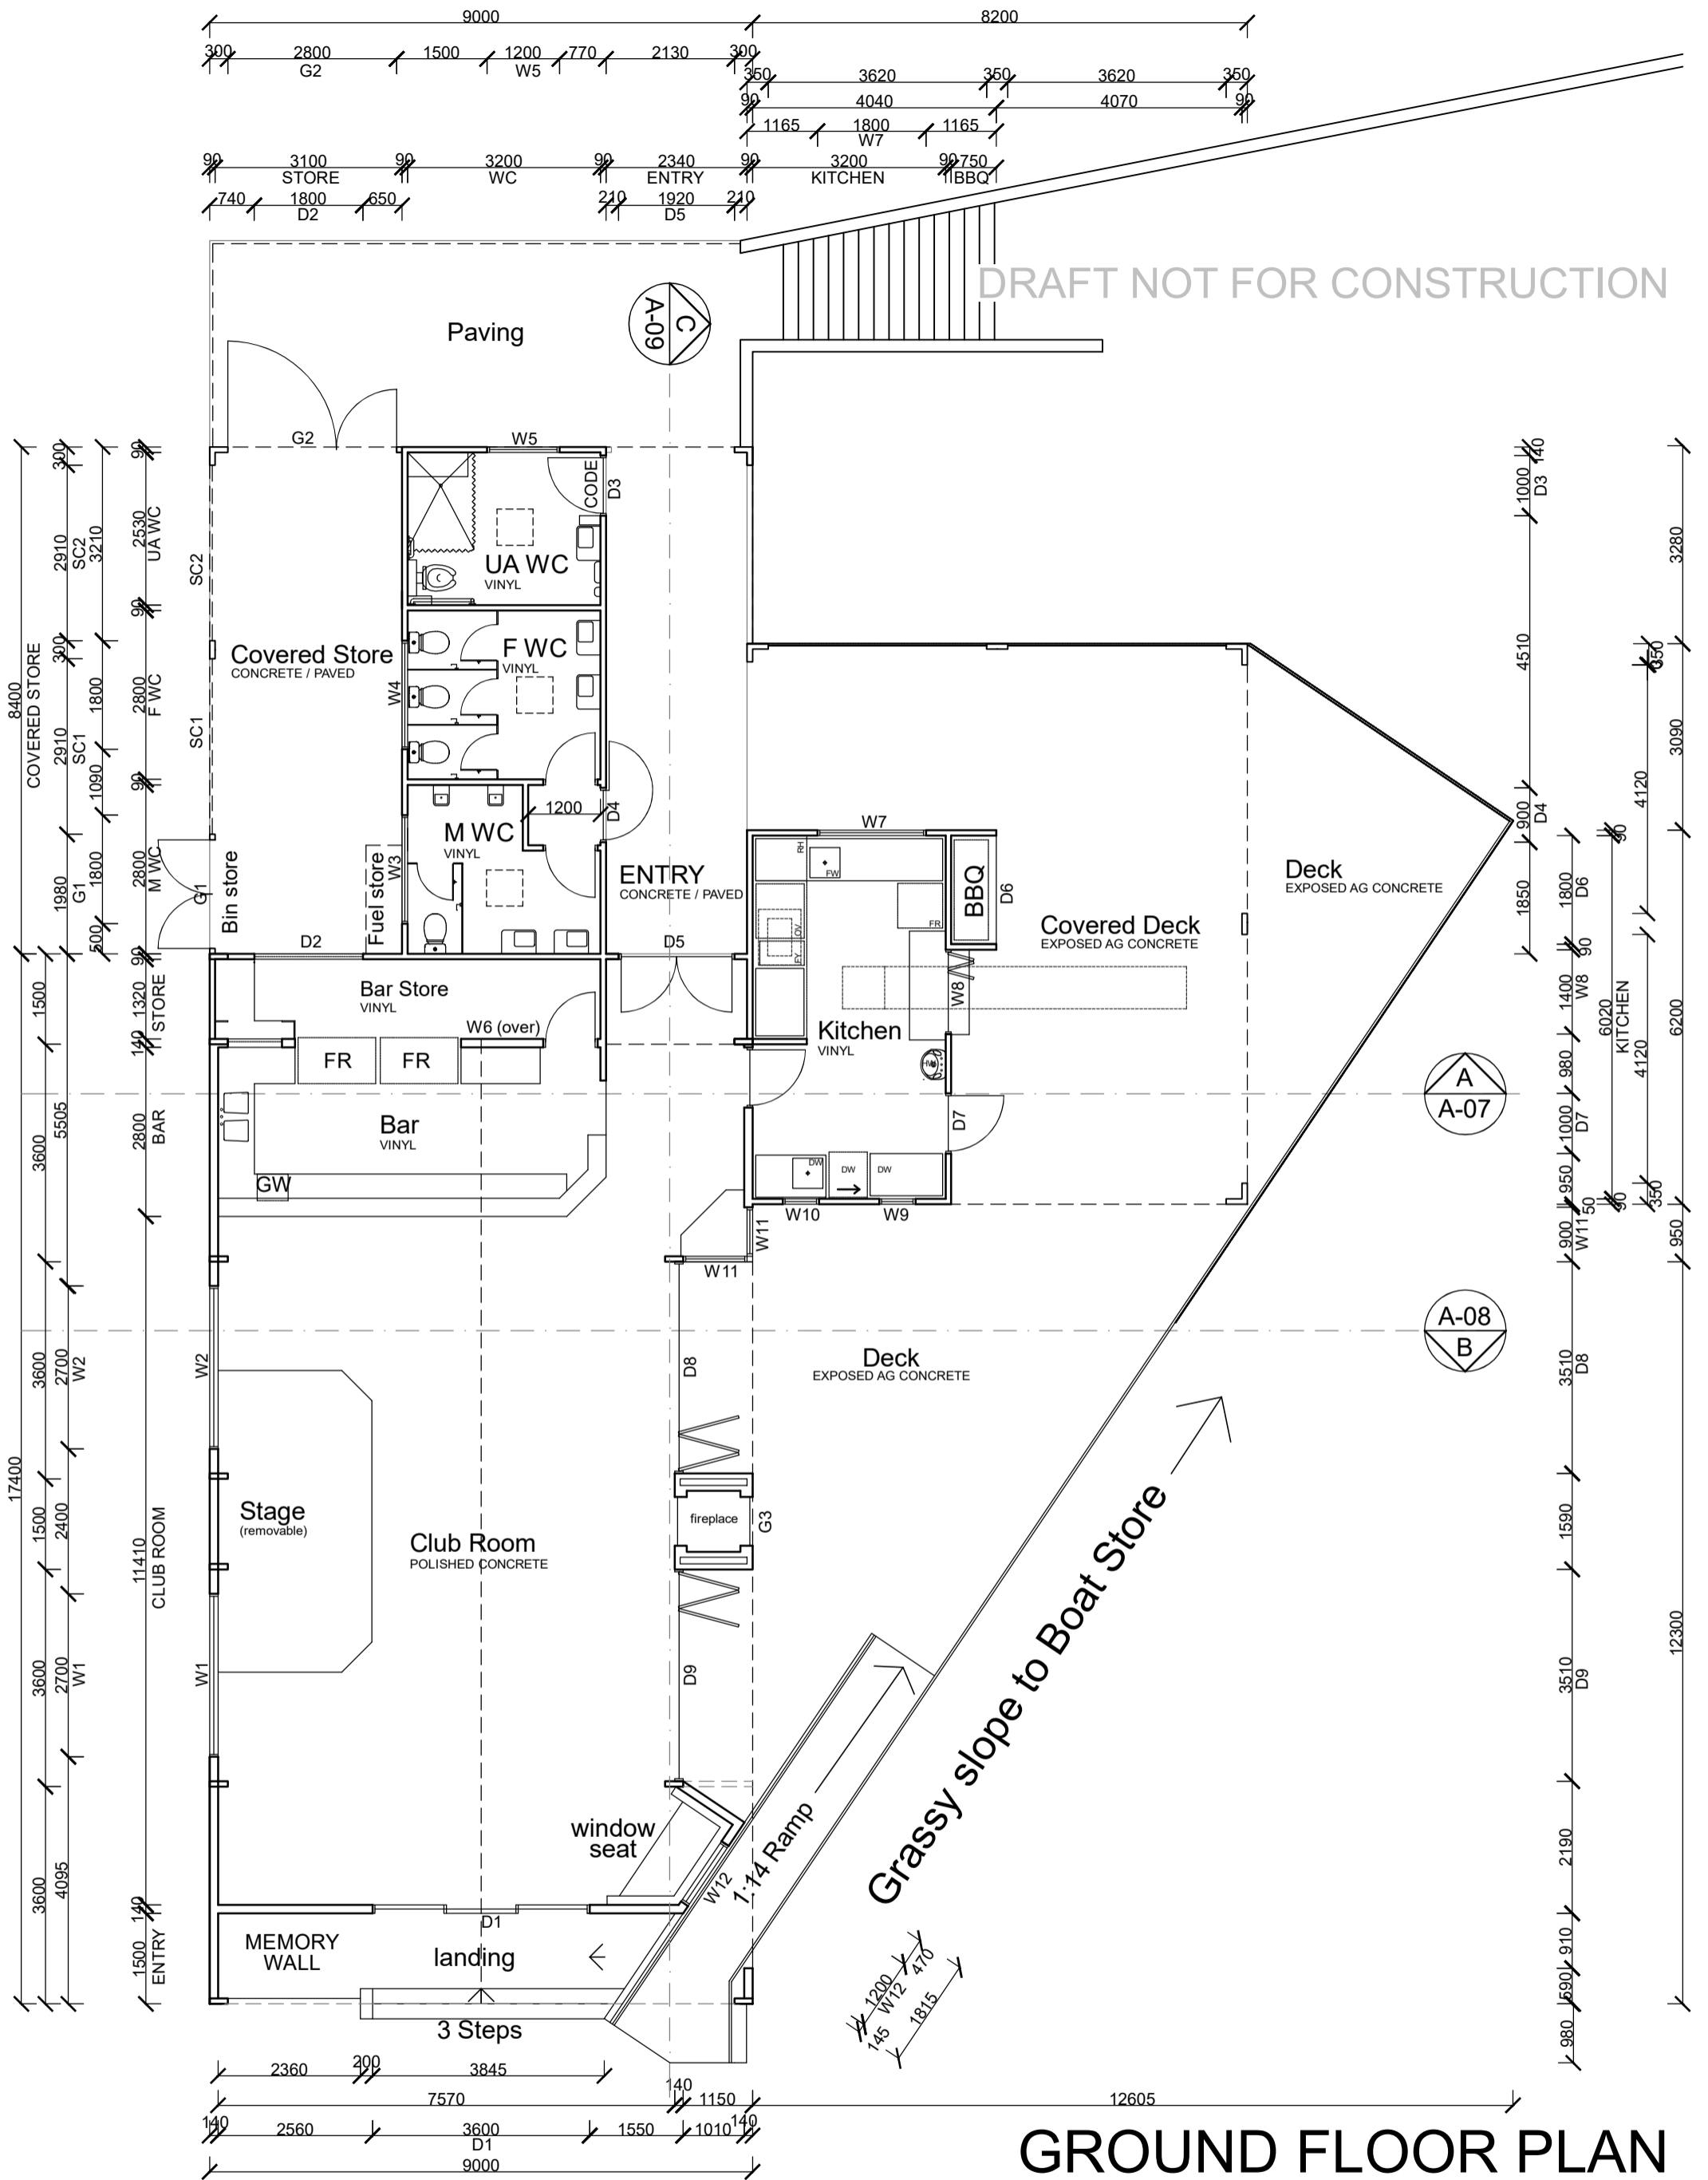 9000 8200
300 2800 1500 1200 770 2130 300
G2 W5
350 3620 350 3620 350
90 4040 4070 90
1165 1800 1165
W7
90 3100 90 3200 90 2340 90 3200 90 750
STORE WC ENTRY KITCHEN BBQ
740 1800 650 210 1920 210
D2 D5
DRAFT NOT FOR CONSTRUCTION
Paving
C
A-09
G2 W5
CODE
D3
UA WC
VINYL
SC2
Covered Store
CONCRETE / PAVED
F WC
VINYL
W4
SC1
1200
D4
M WC
VINYL
W3
Fuel store
Bin store
G1
D2
ENTRY
CONCRETE / PAVED
D5
W7
RH
FW
OV
FY
FR
BBQ
D6
Covered Deck
EXPOSED AG CONCRETE
Deck
EXPOSED AG CONCRETE
Bar Store
VINYL
W6 (over)
W8
Kitchen
VINYL
FR FR
Bar
VINYL
GW
D7
DW DW DW
W10 W9
W11
W11
A
A-07
A-08
B
W2
D8
Deck
EXPOSED AG CONCRETE
Stage
(removable)
Club Room
POLISHED CONCRETE
fireplace
G3
W1
D9
Grassy slope to Boat Store
1:14 Ramp
window
seat
W12
D1
MEMORY
WALL
landing
3 Steps
8400
COVERED STORE
17400
300
2910
SC2
300
2910
SC1
1980
G1
3210
1800
1090
1800
500
90
2530
UA WC
90
2800
F WC
90
2800
M WC
90
1320
STORE
140
2800
BAR
11410
CLUB ROOM
140
1500
ENTRY
1500
3600
3600
1500
3600
3600
5505
2700
W2
2400
2700
W1
4095
140
1000
D3
4510
900
D4
1850
1800
D6
90
1400
W8
980
1000
D7
950
50
900
W11
3510
D8
1590
3510
D9
2190
910
590
980
90
6020
KITCHEN
90
350
4120
4120
350
3280
3090
6200
950
12300
1200
W12
470
145
1815
2360 200 3845
7570 140 1150 12605
140 2560 3600 1550 1010 140
D1
9000
GROUND FLOOR PLAN